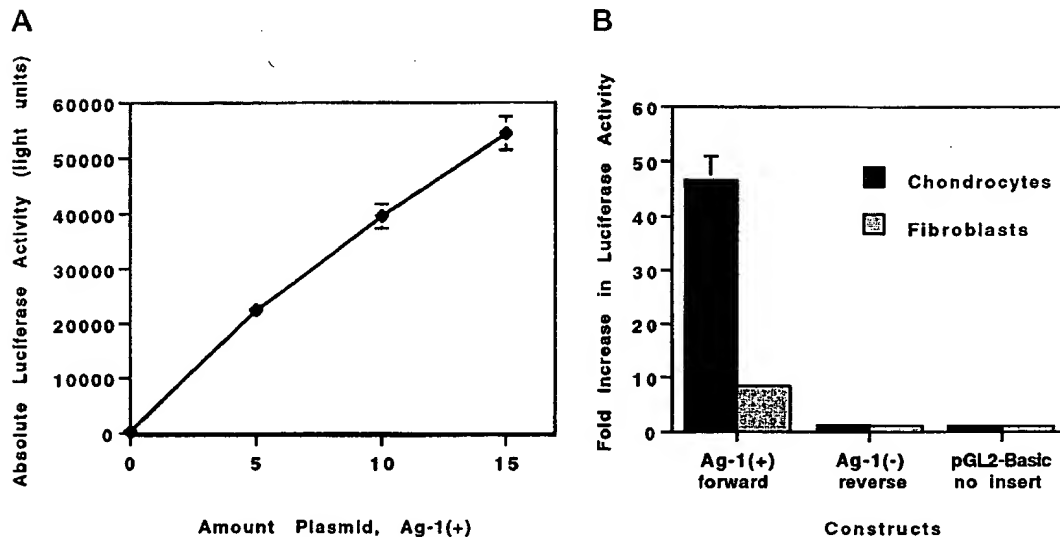 A
Absolute Luciferase Activity (light units)
60000
50000
40000
30000
20000
10000
0
0 5 10 15
Amount Plasmid, Ag-1(+)
B
Fold Increase in Luciferase Activity
60
50
40
30
20
10
0
Chondrocytes
Fibroblasts
Ag-1(+) Ag-1(-) pGL2-Basic
forward reverse no insert
Constructs